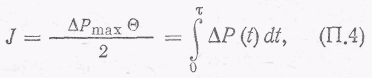 J = ΔP_max Θ / 2 = ∫_0^τ ΔP (t) dt, (П.4)